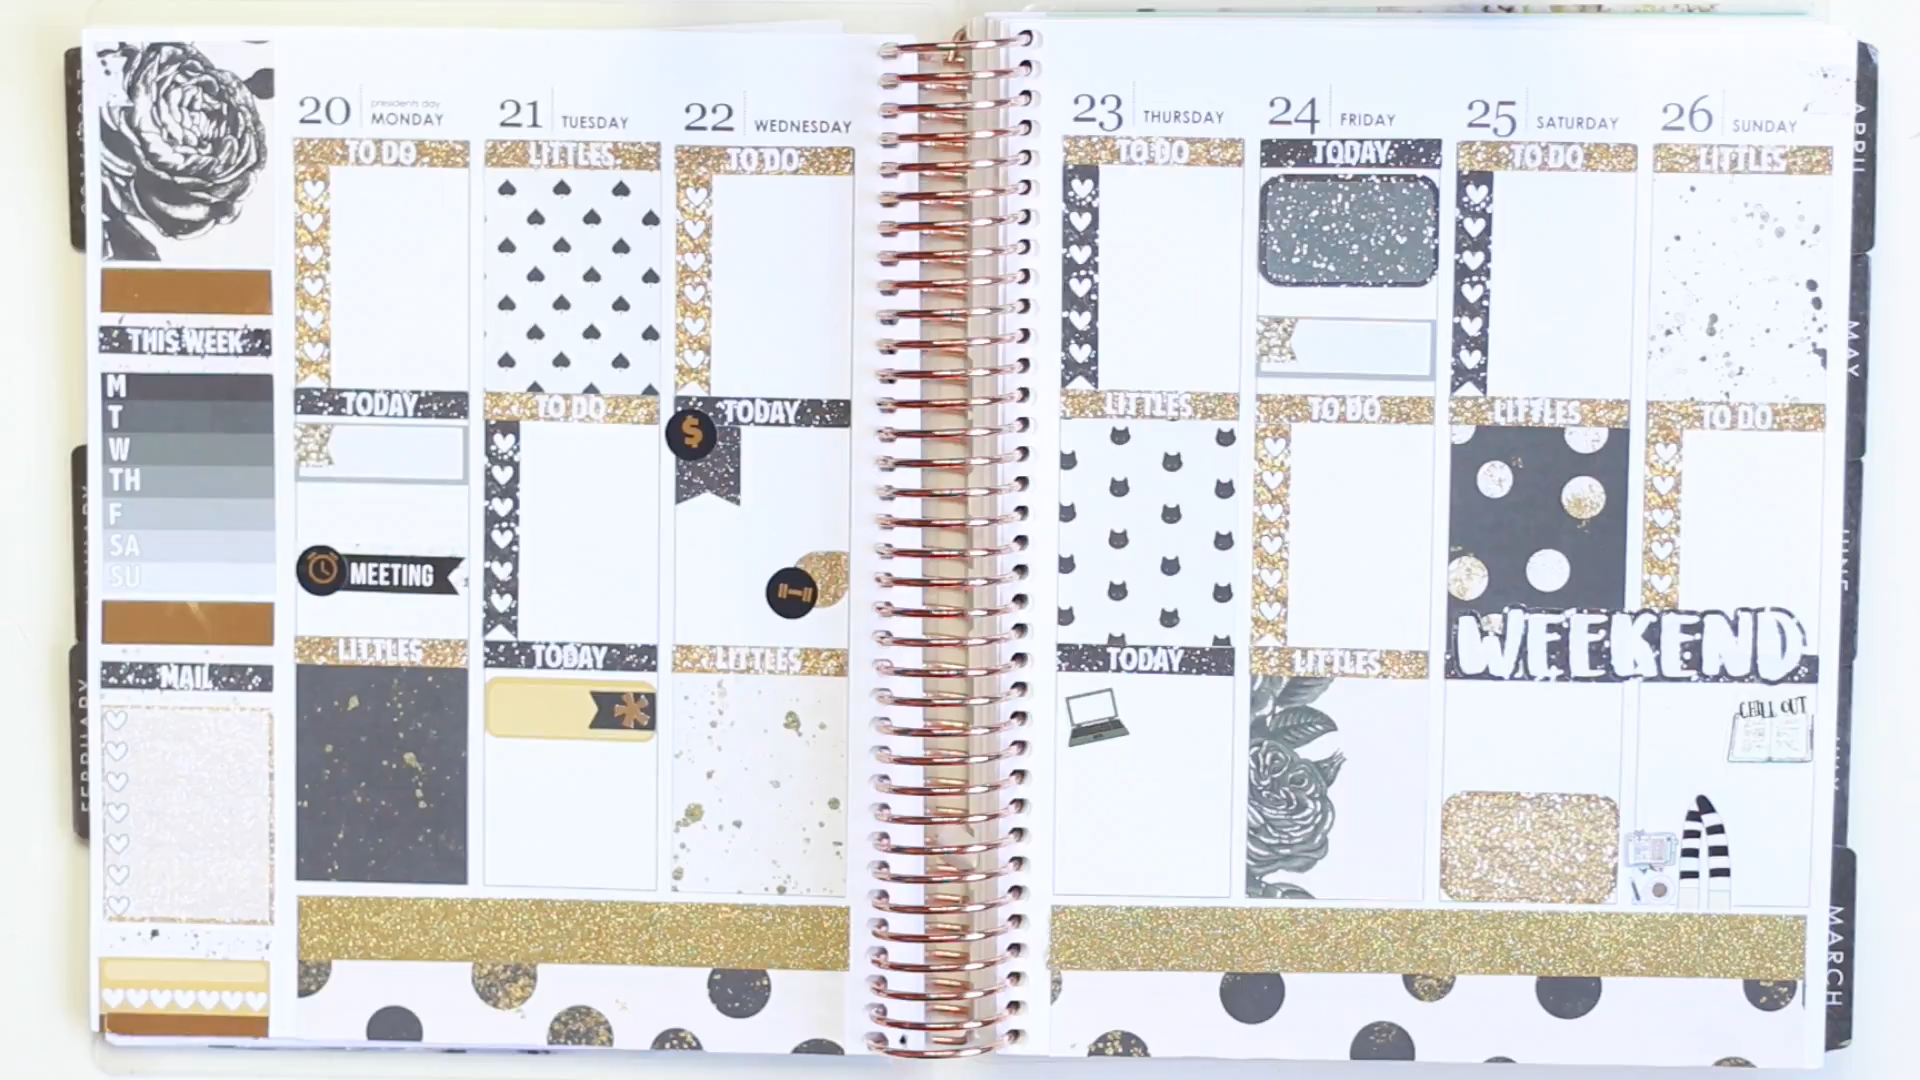 20 presidents day MONDAY
21 TUESDAY
22 WEDNESDAY
23 THURSDAY
24 FRIDAY
25 SATURDAY
26 SUNDAY
TO DO
LITTLES
TO DO
TO DO
TODAY
TO DO
LITTLES
THIS WEEK
M
T
W
TH
F
SA
SU
MAIL
TODAY
TO DO
TODAY
$
LITTLES
TO DO
LITTLES
TO DO
MEETING
LITTLES
TODAY
LITTLES
TODAY
LITTLES
WEEKEND
CHILL OUT
APRIL
MAY
JUNE
MARCH
FEBRUARY